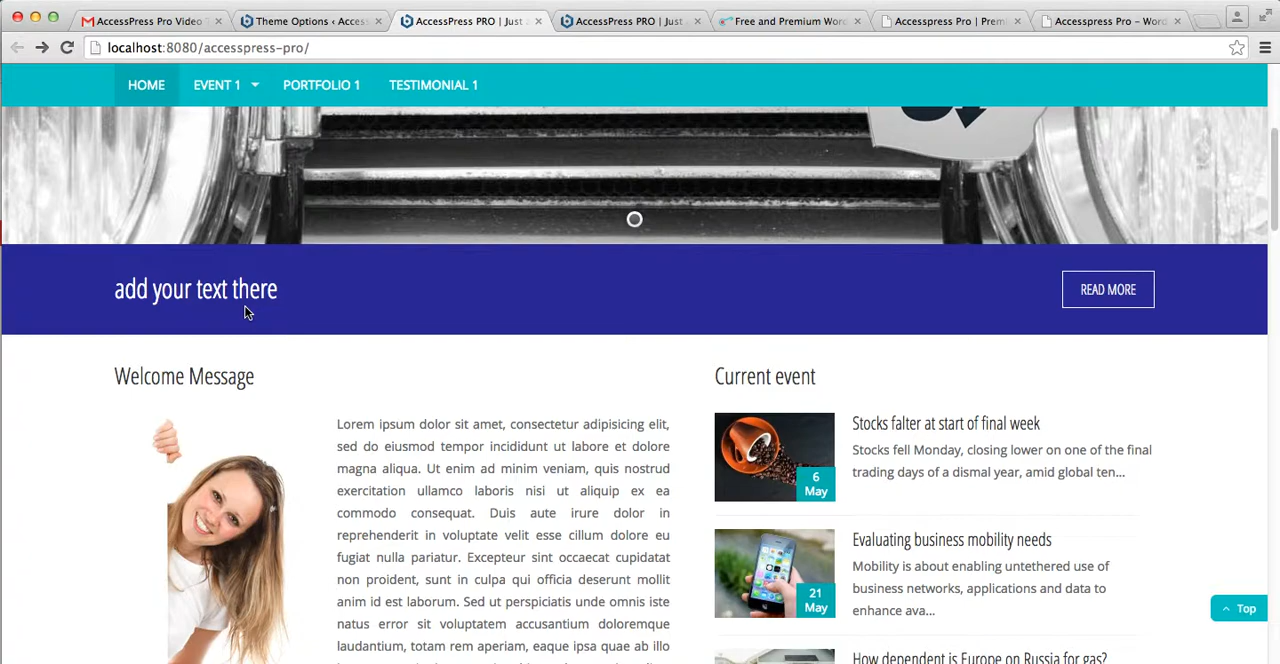 AccessPress Pro Video T
Theme Options ‹ Access
AccessPress PRO | Just a
AccessPress PRO | Just a
Free and Premium Word
Accesspress Pro | Premi
Accesspress Pro – Word
localhost:8080/accesspress-pro/
HOME EVENT 1 PORTFOLIO 1 TESTIMONIAL 1
add your text there
READ MORE
Welcome Message
Lorem ipsum dolor sit amet, consectetur adipisicing elit,
sed do eiusmod tempor incididunt ut labore et dolore
magna aliqua. Ut enim ad minim veniam, quis nostrud
exercitation ullamco laboris nisi ut aliquip ex ea
commodo consequat. Duis aute irure dolor in
reprehenderit in voluptate velit esse cillum dolore eu
fugiat nulla pariatur. Excepteur sint occaecat cupidatat
non proident, sunt in culpa qui officia deserunt mollit
anim id est laborum. Sed ut perspiciatis unde omnis iste
natus error sit voluptatem accusantium doloremque
laudantium, totam rem aperiam, eaque ipsa quae ab illo
Current event
6
May
Stocks falter at start of final week
Stocks fell Monday, closing lower on one of the final
trading days of a dismal year, amid global ten...
21
May
Evaluating business mobility needs
Mobility is about enabling untethered use of
business networks, applications and data to
enhance ava...
How dependent is Europe on Russia for gas?
Top